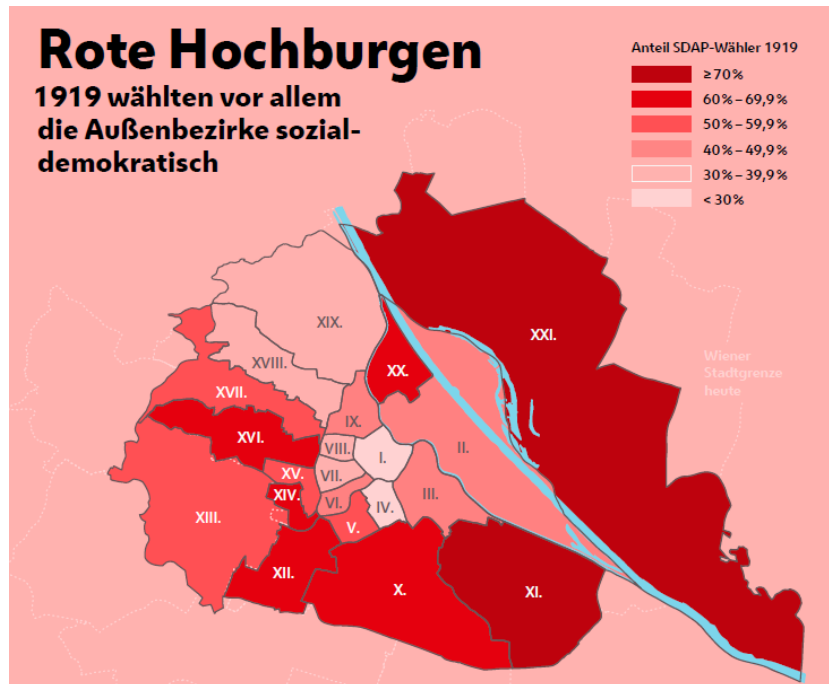 Rote Hochburgen
1919 wählten vor allem
die Außenbezirke sozial-
demokratisch
Anteil SDAP-Wähler 1919
≥70%
60%–69,9%
50%–59,9%
40%–49,9%
30%–39,9%
<30%
XIX.
XXI.
XVIII.
XX.
Wiener
Stadtgrenze
heute
XVII.
IX.
XVI.
VIII.
I.
II.
XV.
VII.
XIV.
VI.
III.
IV.
XIII.
V.
XII.
X.
XI.